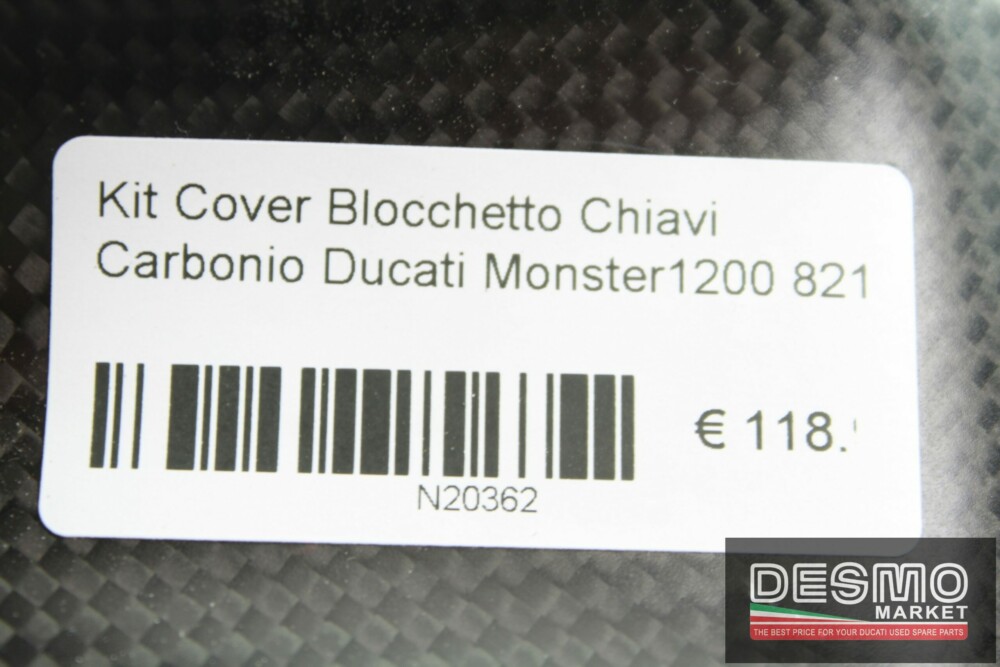 Kit Cover Blocchetto Chiavi
Carbonio Ducati Monster1200 821
€ 118.
N20362
DESMO
MARKET
THE BEST PRICE FOR YOUR DUCATI USED SPARE PARTS